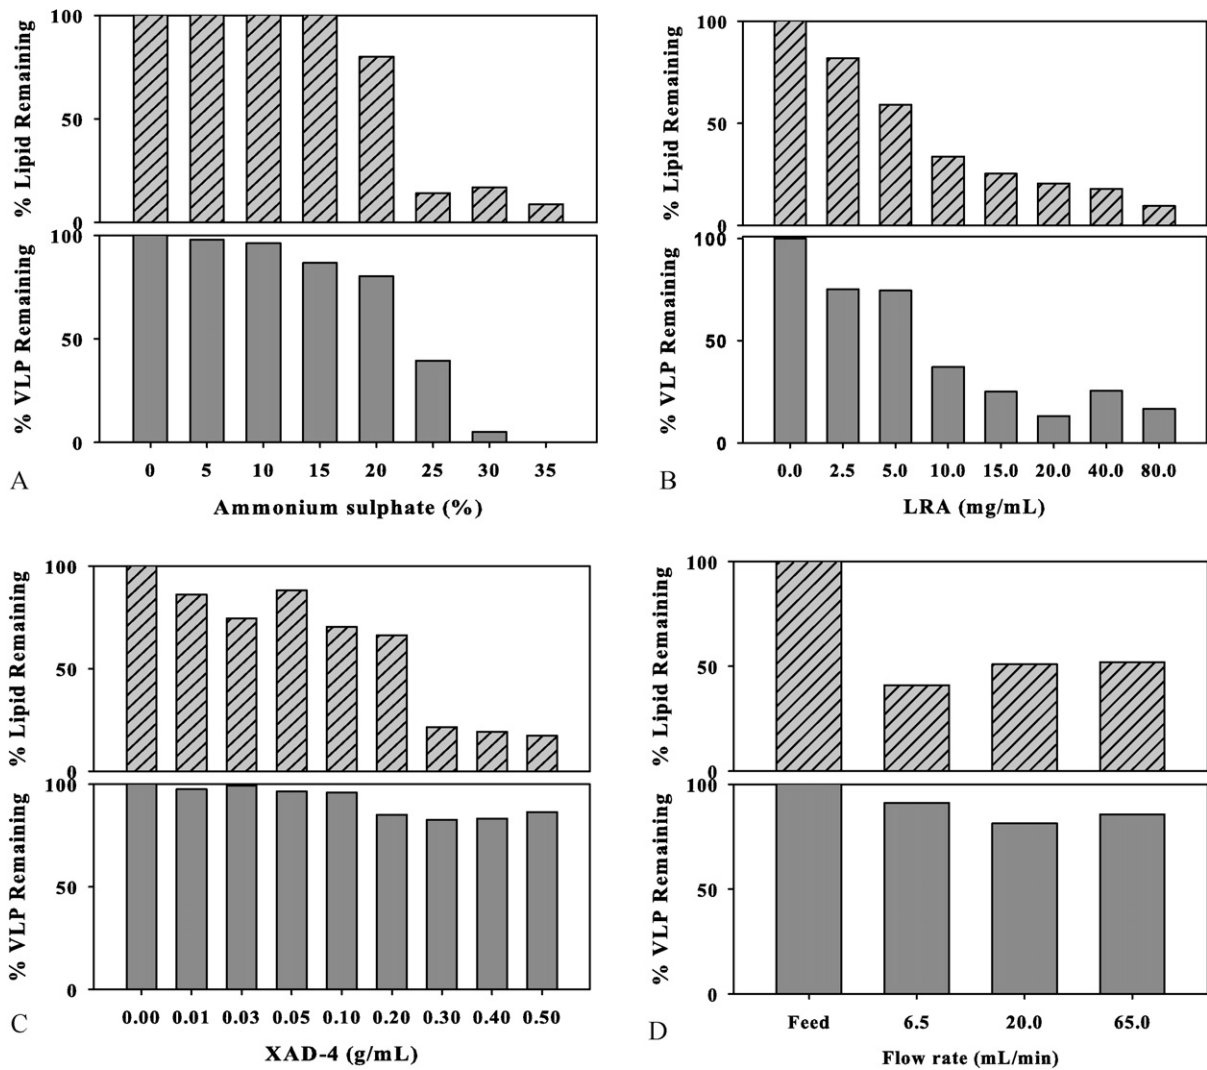 100
50
0
% Lipid Remaining
100
50
0
% VLP Remaining
0 5 10 15 20 25 30 35
A
Ammonium sulphate (%)
100
50
0
% Lipid Remaining
100
50
0
% VLP Remaining
0.0 2.5 5.0 10.0 15.0 20.0 40.0 80.0
B
LRA (mg/mL)
100
50
0
% Lipid Remaining
100
50
0
% VLP Remaining
0.00 0.01 0.03 0.05 0.10 0.20 0.30 0.40 0.50
C
XAD-4 (g/mL)
100
50
0
% Lipid Remaining
100
50
0
% VLP Remaining
Feed 6.5 20.0 65.0
D
Flow rate (mL/min)